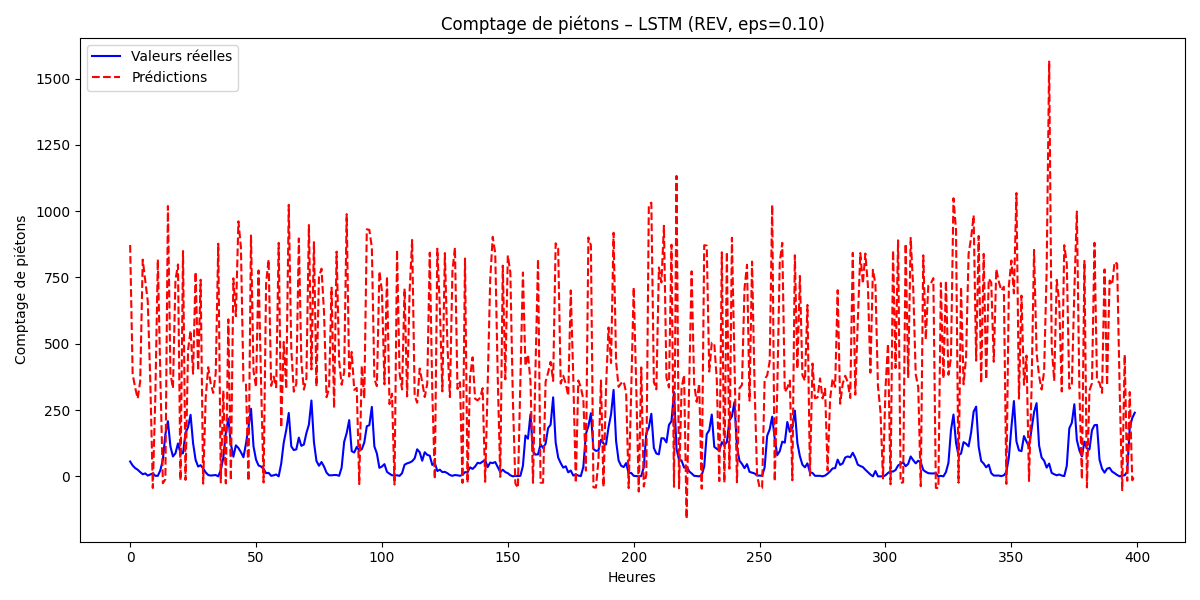 Comptage de piétons – LSTM (REV, eps=0.10)
Valeurs réelles
Prédictions
1500
1250
1000
750
500
250
0
Comptage de piétons
0 50 100 150 200 250 300 350 400
Heures